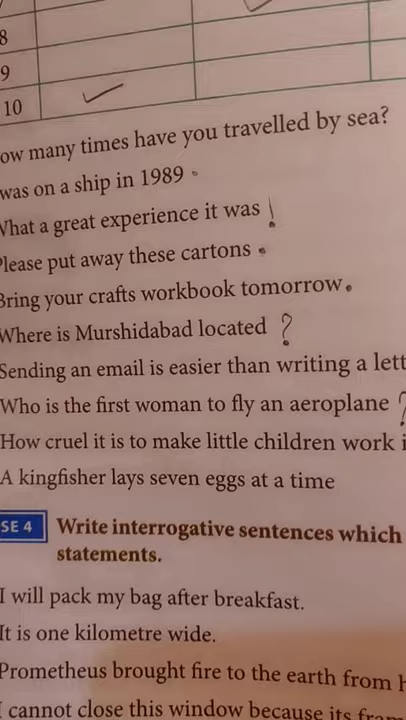 8
9
10
How many times have you travelled by sea?
was on a ship in 1989 .
What a great experience it was !
Please put away these cartons .
Bring your crafts workbook tomorrow.
Where is Murshidabad located ?
Sending an email is easier than writing a lett
Who is the first woman to fly an aeroplane ?
How cruel it is to make little children work i
A kingfisher lays seven eggs at a time
SE 4 Write interrogative sentences which
statements.
I will pack my bag after breakfast.
It is one kilometre wide.
Prometheus brought fire to the earth from h
I cannot close this window because its fram